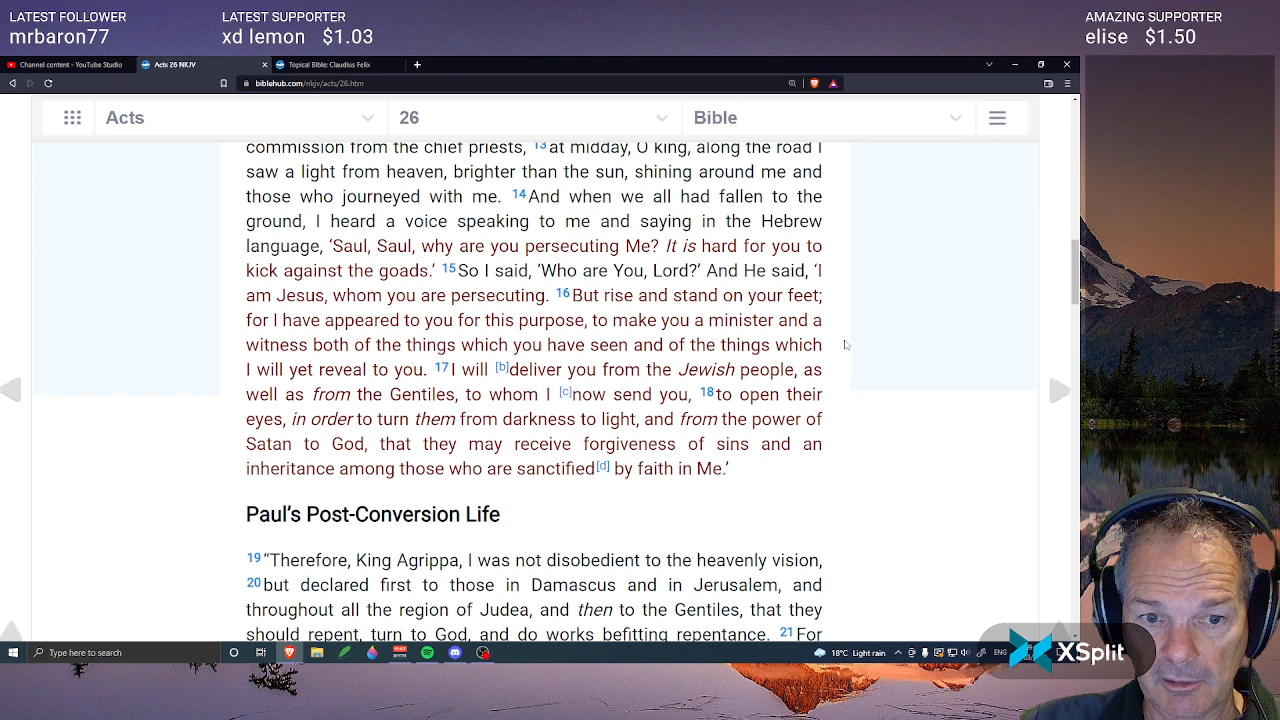 LATEST FOLLOWER
mrbaron77
LATEST SUPPORTER
xd lemon $1.03
AMAZING SUPPORTER
elise $1.50
Channel content - YouTube Studio
Acts 26 NKJV
Topical Bible: Claudius Felix
biblehub.com/nkjv/acts/26.htm
Acts
26
Bible
commission from the chief priests, 13 at midday, O king, along the road I
saw a light from heaven, brighter than the sun, shining around me and
those who journeyed with me. 14 And when we all had fallen to the
ground, I heard a voice speaking to me and saying in the Hebrew
language, ‘Saul, Saul, why are you persecuting Me? It is hard for you to
kick against the goads.’ 15 So I said, ‘Who are You, Lord?’ And He said, ‘I
am Jesus, whom you are persecuting. 16 But rise and stand on your feet;
for I have appeared to you for this purpose, to make you a minister and a
witness both of the things which you have seen and of the things which
I will yet reveal to you. 17 I will [b]deliver you from the Jewish people, as
well as from the Gentiles, to whom I [c]now send you, 18 to open their
eyes, in order to turn them from darkness to light, and from the power of
Satan to God, that they may receive forgiveness of sins and an
inheritance among those who are sanctified[d] by faith in Me.’
Paul’s Post-Conversion Life
19 “Therefore, King Agrippa, I was not disobedient to the heavenly vision,
20 but declared first to those in Damascus and in Jerusalem, and
throughout all the region of Judea, and then to the Gentiles, that they
should repent, turn to God, and do works befitting repentance. 21 For
Type here to search
18°C Light rain
ENG
XSplit